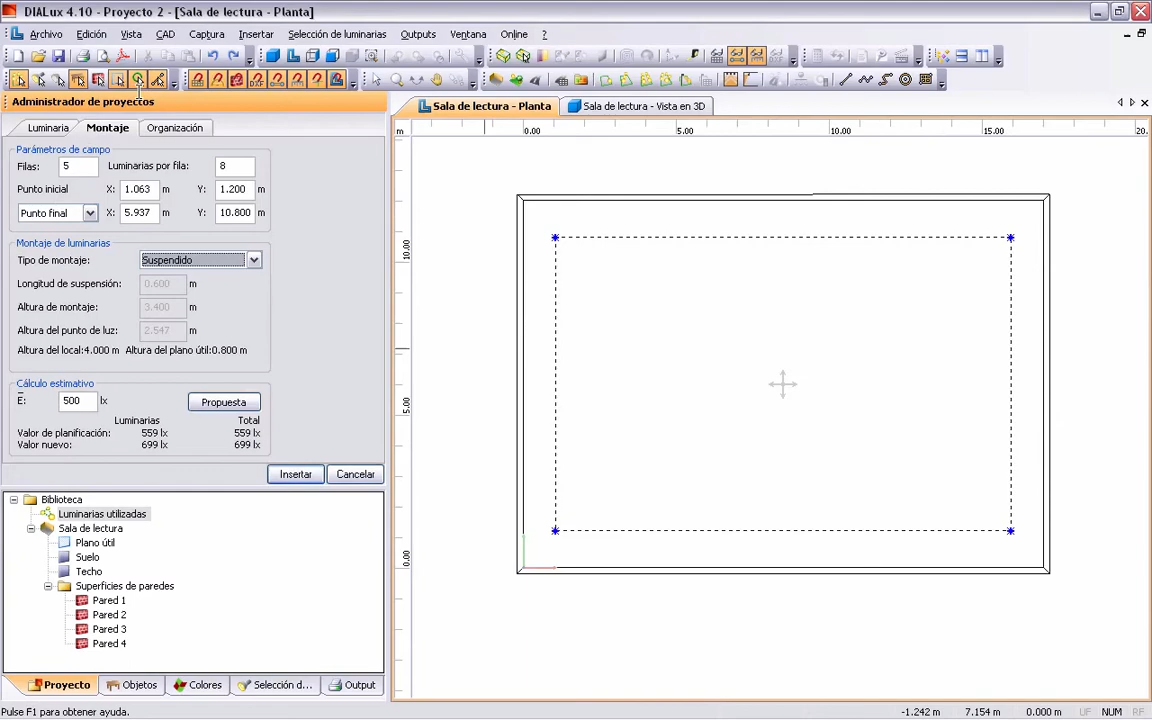 DIALux 4.10 - Proyecto 2 - [Sala de lectura - Planta]
Archivo Edición Vista CAD Captura Insertar Selección de luminarias Outputs Ventana Online ?
Administrador de proyectos
Luminaria Montaje Organización
Parámetros de campo
Filas: 5 Luminarias por fila: 8
Punto inicial X: 1.063 m Y: 1.200 m
Punto final X: 5.937 m Y: 10.800 m
Montaje de luminarias
Tipo de montaje: Suspendido
Longitud de suspensión: 0.600 m
Altura de montaje: 3.400 m
Altura del punto de luz: 2.547 m
Altura del local:4.000 m Altura del plano útil:0.800 m
Cálculo estimativo
E: 500 lx Propuesta
Luminarias Total
Valor de planificación: 559 lx 559 lx
Valor nuevo: 699 lx 699 lx
Insertar Cancelar
Biblioteca
Luminarias utilizadas
Sala de lectura
Plano útil
Suelo
Techo
Superficies de paredes
Pared 1
Pared 2
Pared 3
Pared 4
Proyecto Objetos Colores Selección d... Output
Sala de lectura - Planta Sala de lectura - Vista en 3D
m 0.00 5.00 10.00 15.00 20.
10.00
5.00
0.00
Pulse F1 para obtener ayuda. -1.242 m 7.154 m 0.000 m UF NUM RF